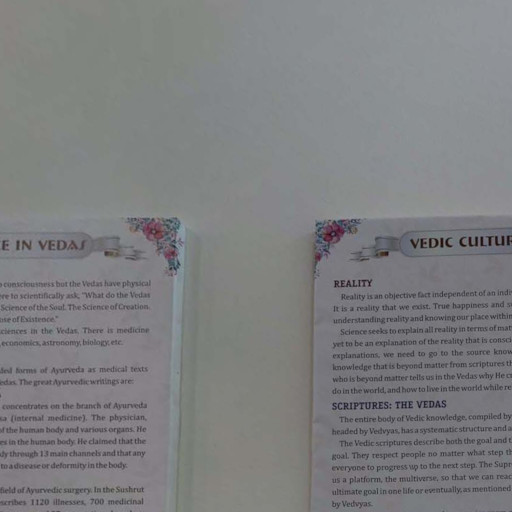 E IN VEDAS
consciousness but the Vedas have physical
re to scientifically ask, "What do the Vedas
Science of the Soul. The Science of Creation.
ose of Existence."
ciences in the Vedas. There is medicine
economics, astronomy, biology, etc.
ded forms of Ayurveda as medical texts
edas. The great Ayurvedic writings are:
concentrates on the branch of Ayurveda
sa (internal medicine). The physician,
of the human body and various organs. He
es in the human body. He claimed that the
dy through 13 main channels and that any
to a disease or deformity in the body.
field of Ayurvedic surgery. In the Sushrut
scribes 1120 illnesses, 700 medicinal
VEDIC CULTUR
REALITY
Reality is an objective fact independent of an indi
It is a reality that we exist. True happiness and s
understanding reality and knowing our place within
Science seeks to explain all reality in terms of mat
yet to be an explanation of the reality that is consci
explanations, we need to go to the source know
knowledge that is beyond matter from scriptures th
who is beyond matter tells us in the Vedas why He c
do in the world, and how to live in the world while re
SCRIPTURES: THE VEDAS
The entire body of Vedic knowledge, compiled by
headed by Vedvyas, has a systematic structure and a
The Vedic scriptures describe both the goal and t
goal. They respect people no matter what step th
everyone to progress up to the next step. The Supr
us a platform, the multiverse, so that we can reac
ultimate goal in one life or eventually, as mentioned
by Vedvyas.